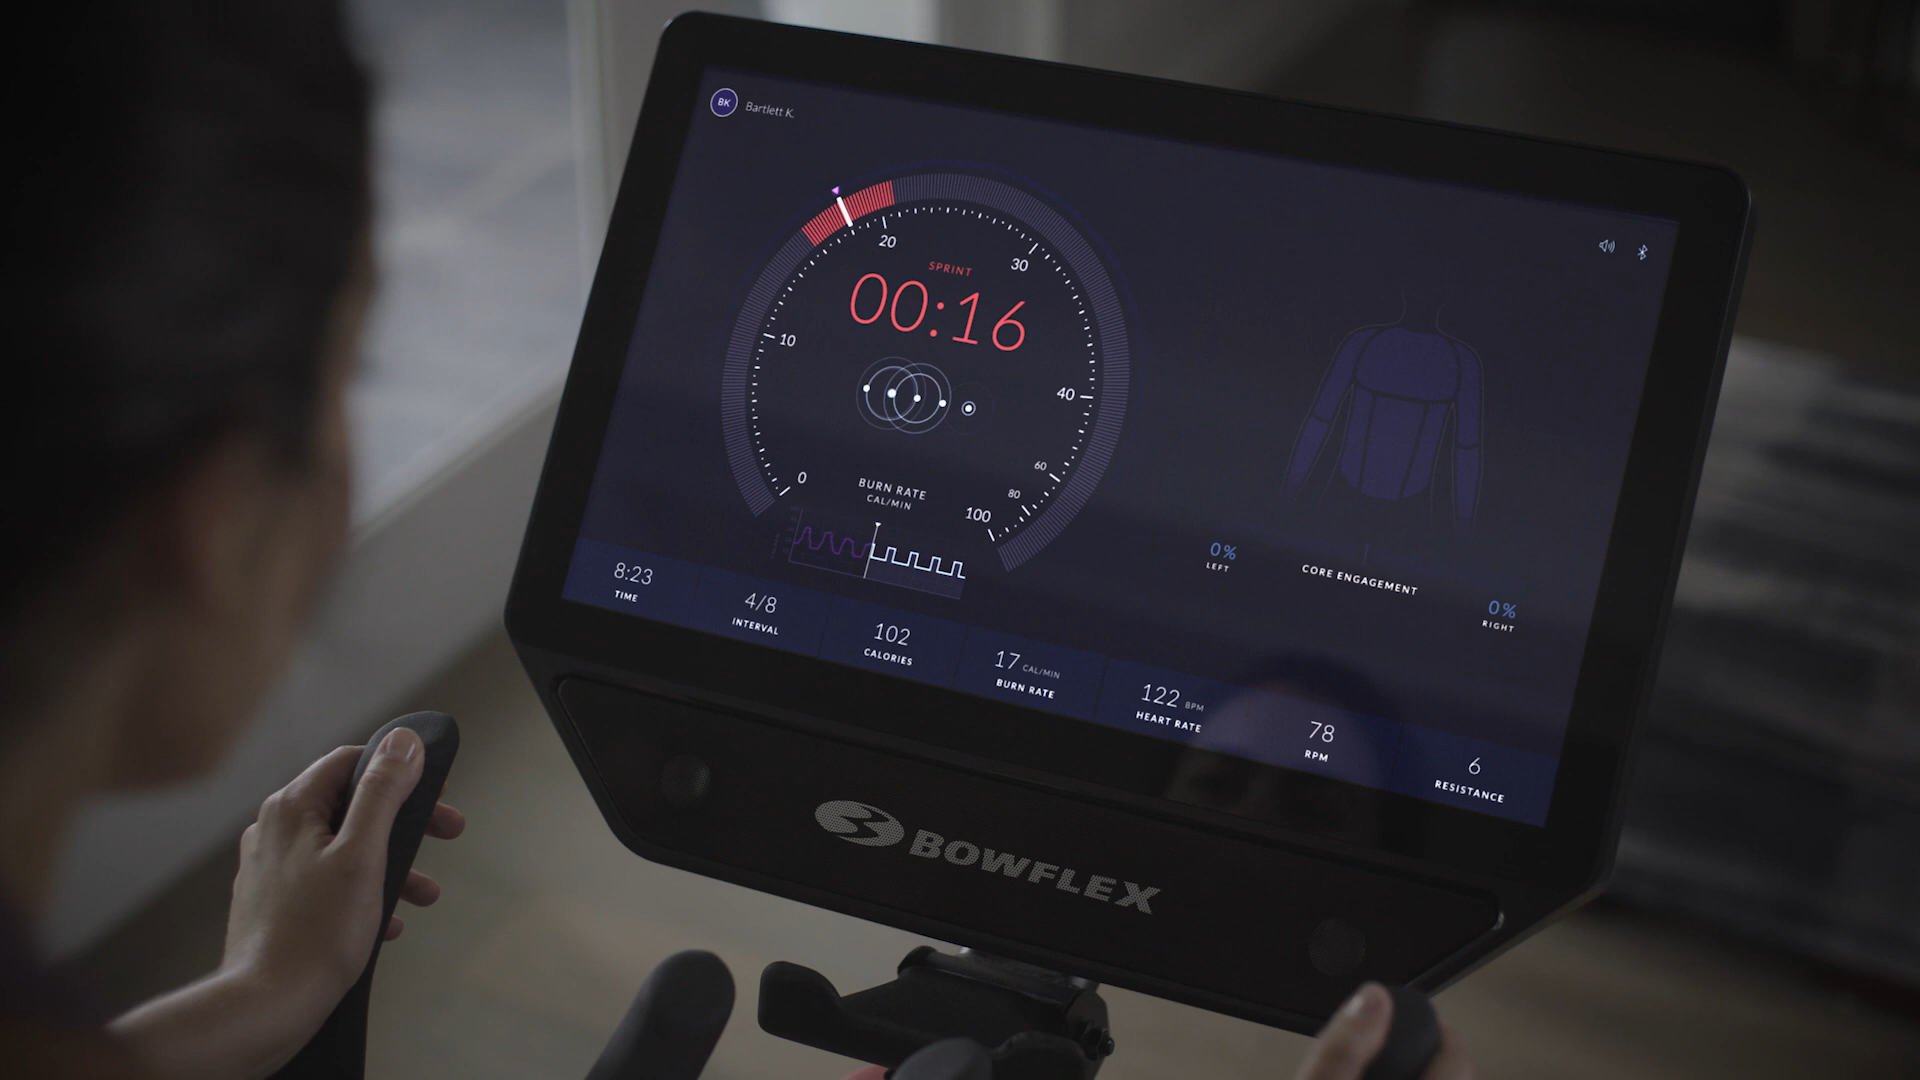 BK
Bartlett K.
20
30
SPRINT
00:16
10
40
60
0
80
BURN RATE
CAL/MIN
100
0%
LEFT
CORE ENGAGEMENT
0%
RIGHT
8:23
TIME
4/8
INTERVAL
102
CALORIES
17 CAL/MIN
BURN RATE
122 BPM
HEART RATE
78
RPM
6
RESISTANCE
BOWFLEX